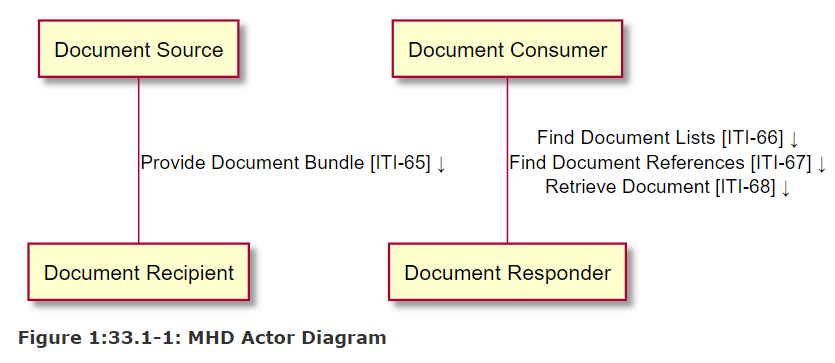 Document Source
Document Consumer
Find Document Lists [ITI-66] ↓
Provide Document Bundle [ITI-65] ↓
Find Document References [ITI-67] ↓
Retrieve Document [ITI-68] ↓
Document Recipient
Document Responder
Figure 1:33.1-1: MHD Actor Diagram